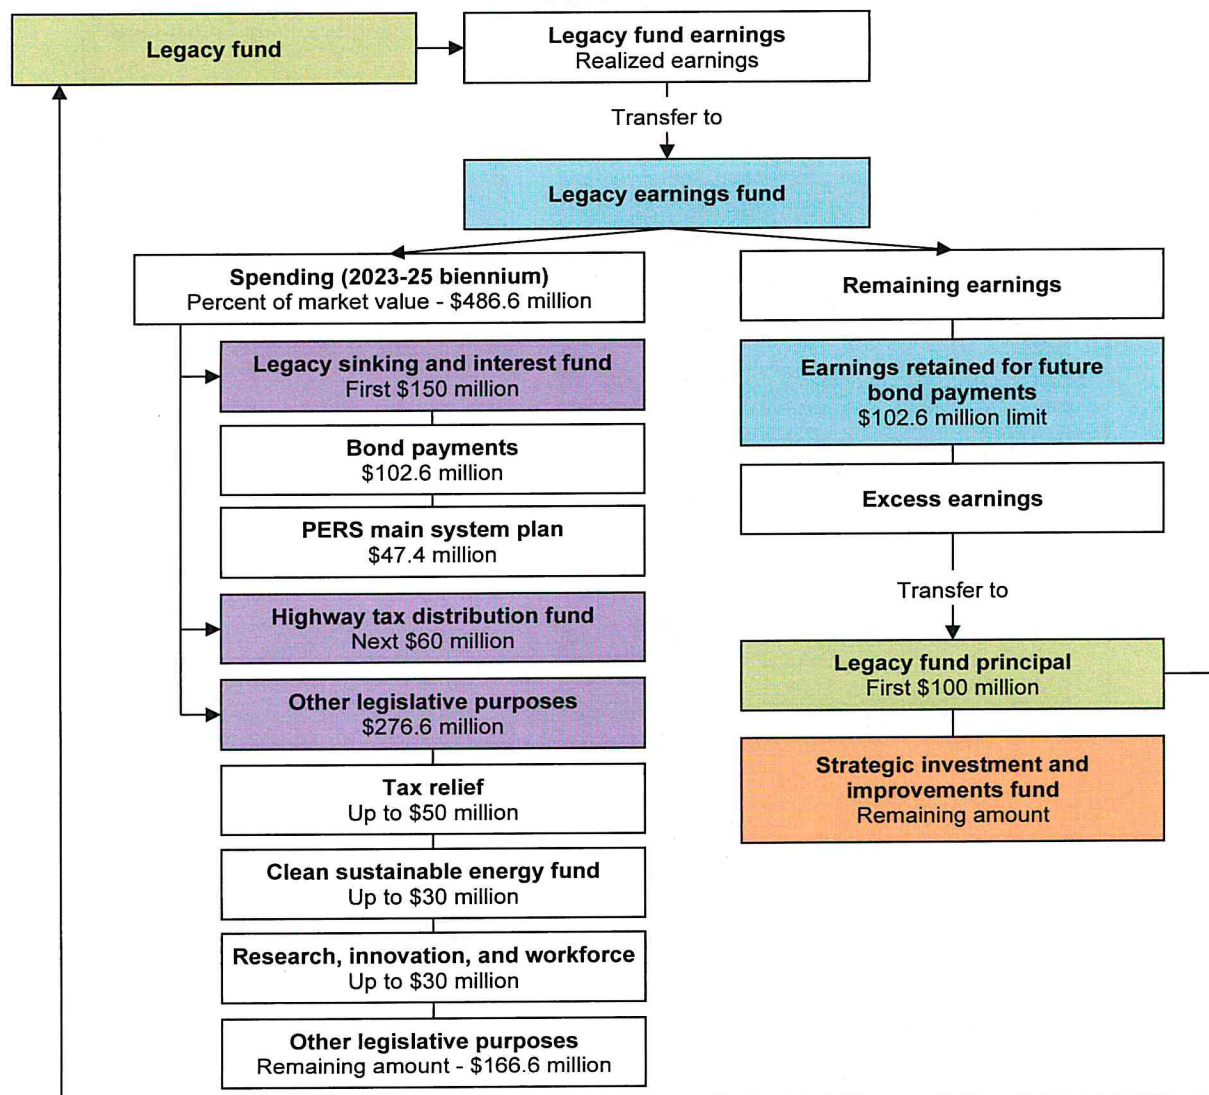 Legacy fund
Legacy fund earnings
Realized earnings
Transfer to
Legacy earnings fund
Spending (2023-25 biennium)
Percent of market value - $486.6 million
Legacy sinking and interest fund
First $150 million
Bond payments
$102.6 million
PERS main system plan
$47.4 million
Highway tax distribution fund
Next $60 million
Other legislative purposes
$276.6 million
Tax relief
Up to $50 million
Clean sustainable energy fund
Up to $30 million
Research, innovation, and workforce
Up to $30 million
Other legislative purposes
Remaining amount - $166.6 million
Remaining earnings
Earnings retained for future
bond payments
$102.6 million limit
Excess earnings
Transfer to
Legacy fund principal
First $100 million
Strategic investment and
improvements fund
Remaining amount